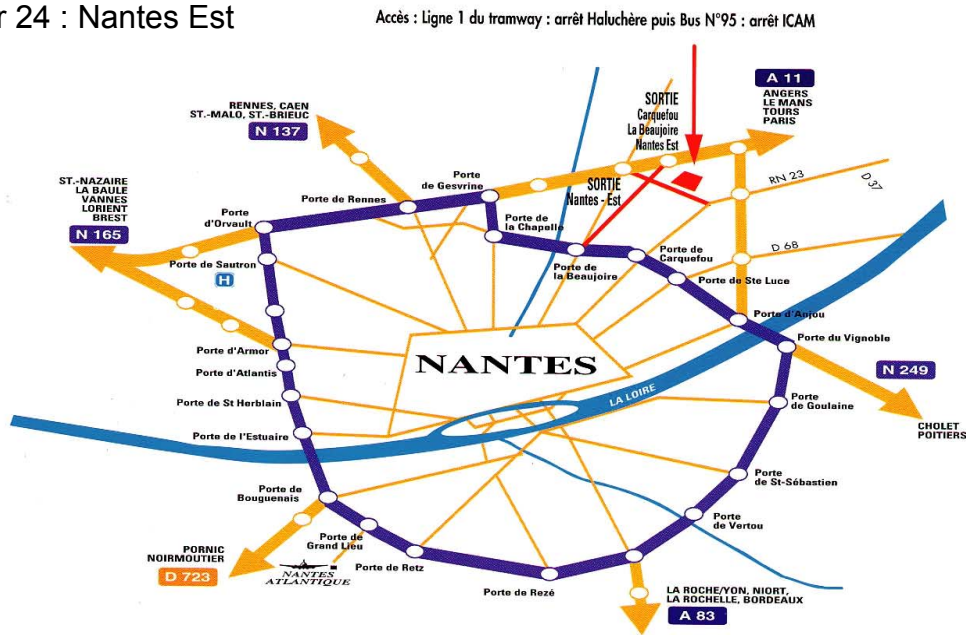 r 24 : Nantes Est
Accès : Ligne 1 du tramway : arrêt Haluchère puis Bus N°95 : arrêt ICAM
A 11
ANGERS
LE MANS
TOURS
PARIS
SORTIE
Carquefou
La Beaujoire
Nantes Est
RENNES, CAEN
ST.-MALO, ST.-BRIEUC
N 137
ST.-NAZAIRE
LA BAULE
VANNES
LORIENT
BREST
N 165
Porte
de Gesvrine
SORTIE
Nantes - Est
RN 23
D 37
Porte de Rennes
Porte
d'Orvault
Porte de
la Chapelle
D 68
Porte de Sautron
H
Porte de
la Beaujoire
Porte de
Carquefou
Porte de Ste Luce
Porte d'Anjou
Porte du Vignoble
Porte d'Armor
NANTES
Porte d'Atlantis
N 249
CHOLET
POITIERS
LA LOIRE
Porte de St Herblain
Porte
de Goulaine
Porte de l'Estuaire
Porte
de St-Sébastien
Porte de
Bouguenais
Porte
de Vertou
Porte de
Grand Lieu
PORNIC
NOIRMOUTIER
D 723
NANTES
ATLANTIQUE
Porte de Retz
Porte de Rezé
LA ROCHE/YON, NIORT,
LA ROCHELLE, BORDEAUX
A 83